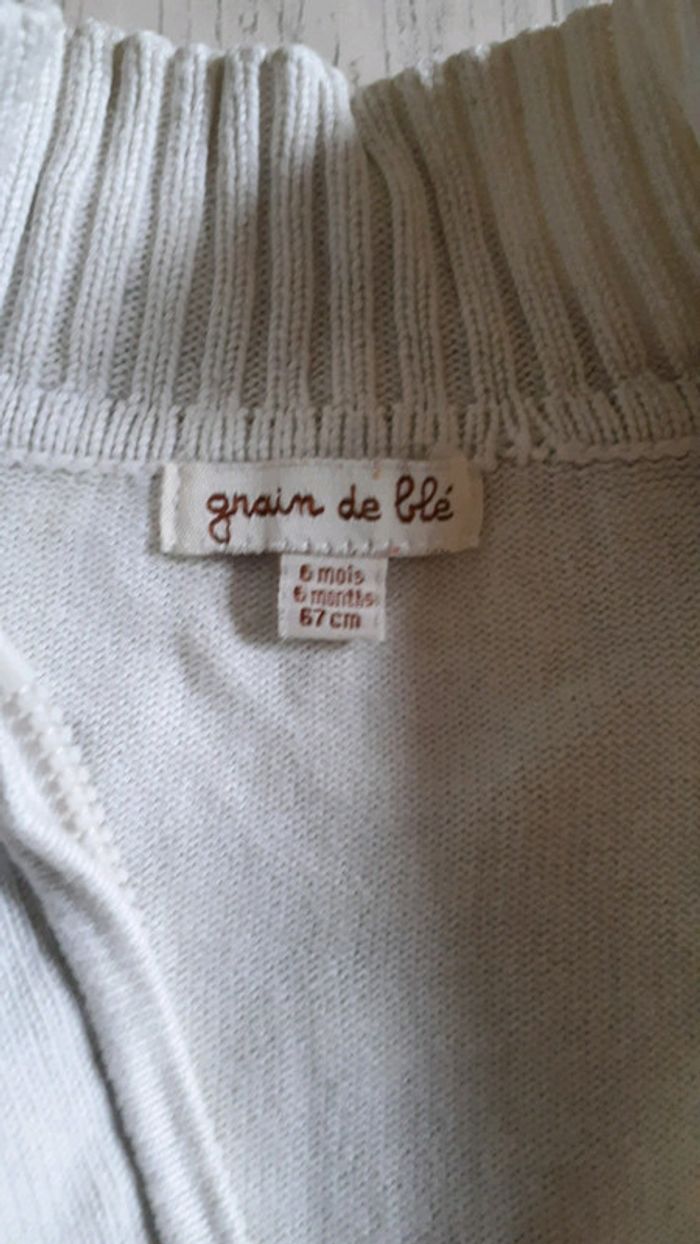 grain de blé
6 mois
6 months
67 cm